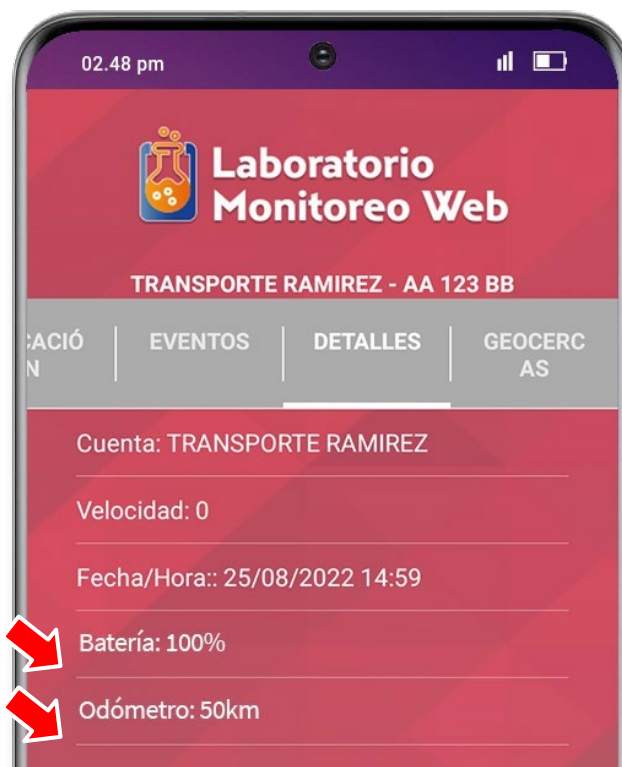 02.48 pm
Laboratorio
Monitoreo Web
TRANSPORTE RAMIREZ - AA 123 BB
CACIÓ
N
EVENTOS
DETALLES
GEOCERC
AS
Cuenta: TRANSPORTE RAMIREZ
Velocidad: 0
Fecha/Hora:: 25/08/2022 14:59
Batería: 100%
Odómetro: 50km